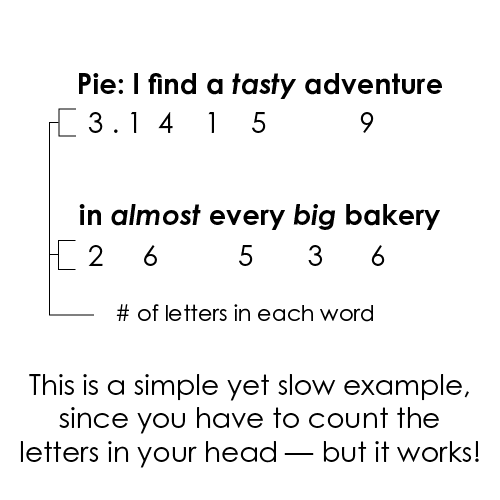 Pie: I find a tasty adventure
3 . 1 4 1 5 9
in almost every big bakery
2 6 5 3 6
# of letters in each word
This is a simple yet slow example,
since you have to count the
letters in your head — but it works!